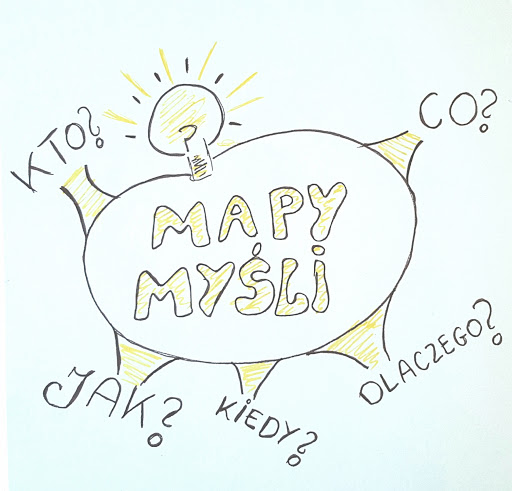 KTO?
CO?
MAPY
MYŚLI
JAK?
KIEDY?
DLACZEGO?